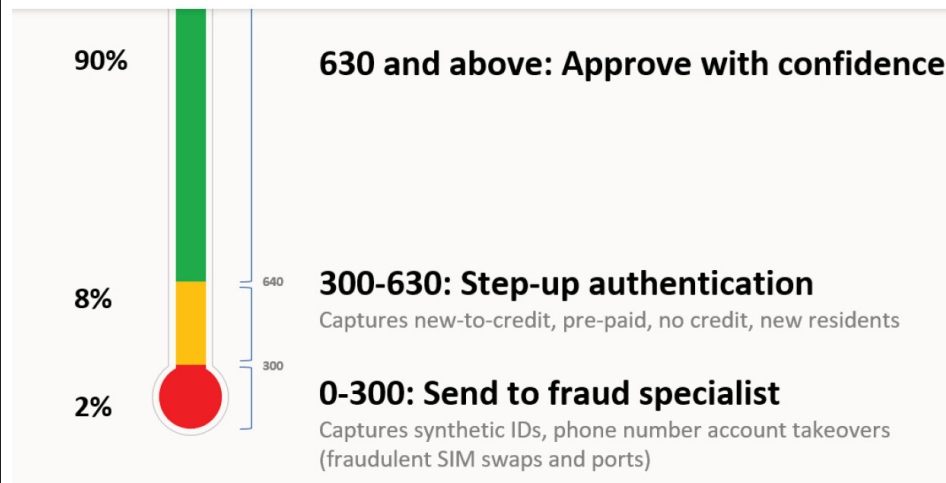 90%
630 and above: Approve with confidence
640
300-630: Step-up authentication
8%
Captures new-to-credit, pre-paid, no credit, new residents
300
0-300: Send to fraud specialist
2%
Captures synthetic IDs, phone number account takeovers
(fraudulent SIM swaps and ports)